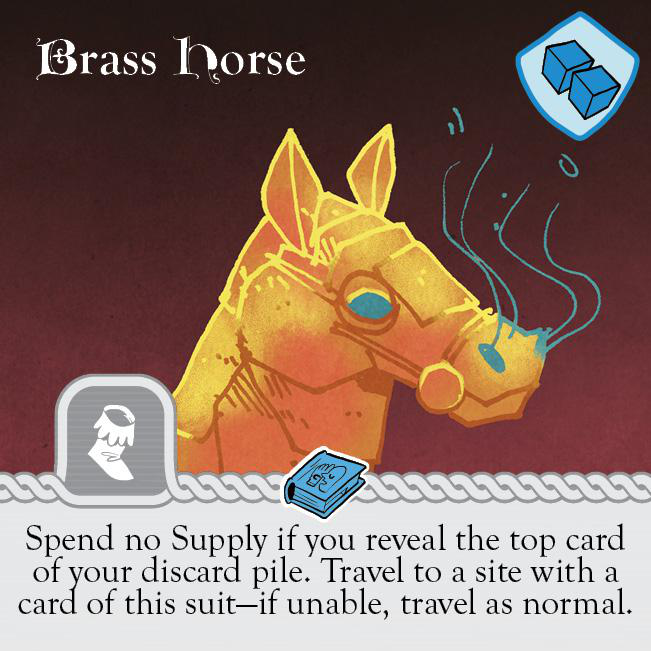 Brass Horse
Spend no Supply if you reveal the top card
of your discard pile. Travel to a site with a
card of this suit—if unable, travel as normal.